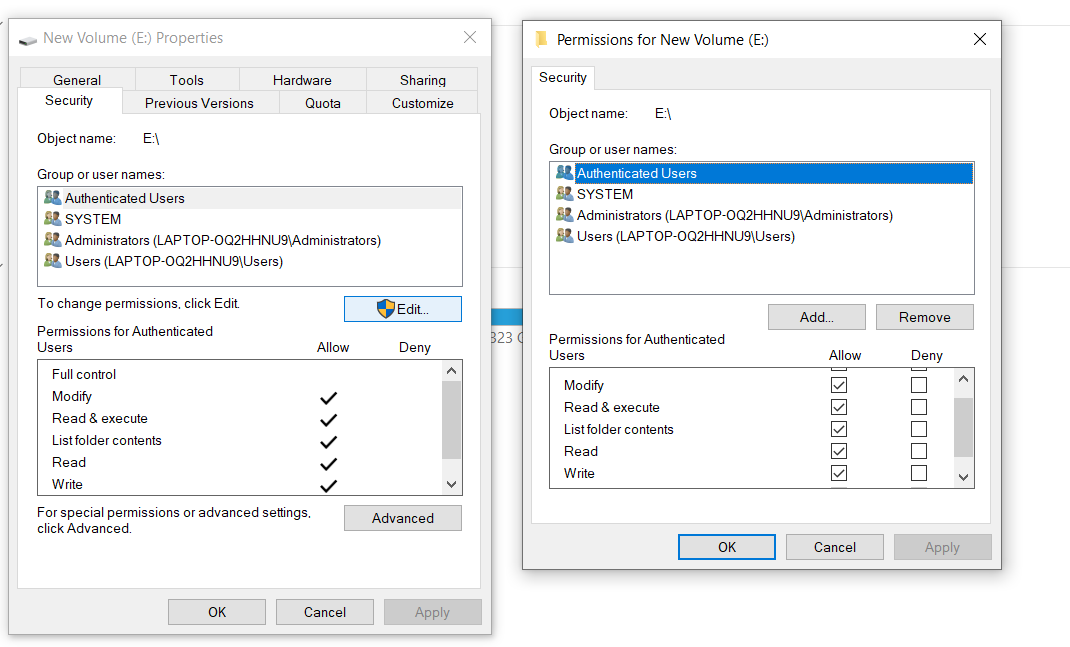 New Volume (E:) Properties
General Tools Hardware Sharing
Security Previous Versions Quota Customize
Object name: E:\
Group or user names:
Authenticated Users
SYSTEM
Administrators (LAPTOP-OQ2HHNU9\Administrators)
Users (LAPTOP-OQ2HHNU9\Users)
To change permissions, click Edit.
Edit...
Permissions for Authenticated
Users Allow Deny
Full control
Modify
Read & execute
List folder contents
Read
Write
For special permissions or advanced settings,
click Advanced.
Advanced
OK Cancel Apply
323
Permissions for New Volume (E:)
Security
Object name: E:\
Group or user names:
Authenticated Users
SYSTEM
Administrators (LAPTOP-OQ2HHNU9\Administrators)
Users (LAPTOP-OQ2HHNU9\Users)
Add... Remove
Permissions for Authenticated
Users Allow Deny
Modify
Read & execute
List folder contents
Read
Write
OK Cancel Apply